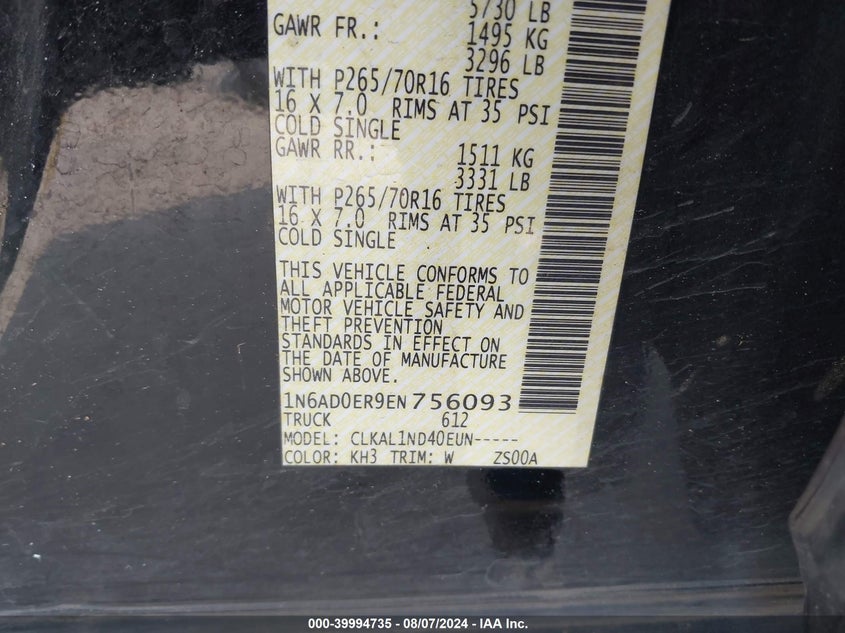 5730 LB
GAWR FR.: 1495 KG
3296 LB
WITH P265/70R16 TIRES
16 X 7.0 RIMS AT 35 PSI
COLD SINGLE
GAWR RR.: 1511 KG
3331 LB
WITH P265/70R16 TIRES
16 X 7.0 RIMS AT 35 PSI
COLD SINGLE
THIS VEHICLE CONFORMS TO
ALL APPLICABLE FEDERAL
MOTOR VEHICLE SAFETY AND
THEFT PREVENTION
STANDARDS IN EFFECT ON
THE DATE OF MANUFACTURE
SHOWN ABOVE.
1N6AD0ER9EN756093
TRUCK 612
MODEL: CLKAL1ND40EUN-----
COLOR: KH3 TRIM: W ZS00A
000-39994735 - 08/07/2024 - IAA Inc.